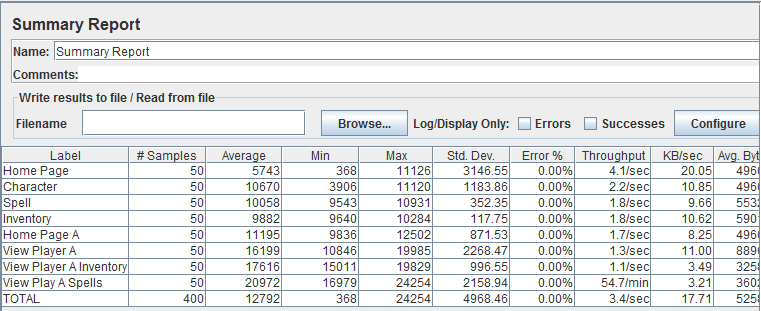 Summary Report
Name: Summary Report
Comments:
Write results to file / Read from file
Filename Browse... Log/Display Only: Errors Successes Configure
Label # Samples Average Min Max Std. Dev. Error % Throughput KB/sec Avg. Byt
Home Page 50 5743 368 11126 3146.55 0.00% 4.1/sec 20.05 496
Character 50 10670 3906 11120 1183.86 0.00% 2.2/sec 10.85 496
Spell 50 10058 9543 10931 352.35 0.00% 1.8/sec 9.66 553
Inventory 50 9882 9640 10284 117.75 0.00% 1.8/sec 10.62 590
Home Page A 50 11195 9836 12502 871.53 0.00% 1.7/sec 8.25 496
View Player A 50 16199 10846 19985 2268.47 0.00% 1.3/sec 11.00 889
View Player A Inventory 50 17616 15011 19829 996.55 0.00% 1.1/sec 3.49 325
View Play A Spells 50 20972 16979 24254 2158.94 0.00% 54.7/min 3.21 360
TOTAL 400 12792 368 24254 4968.46 0.00% 3.4/sec 17.71 525